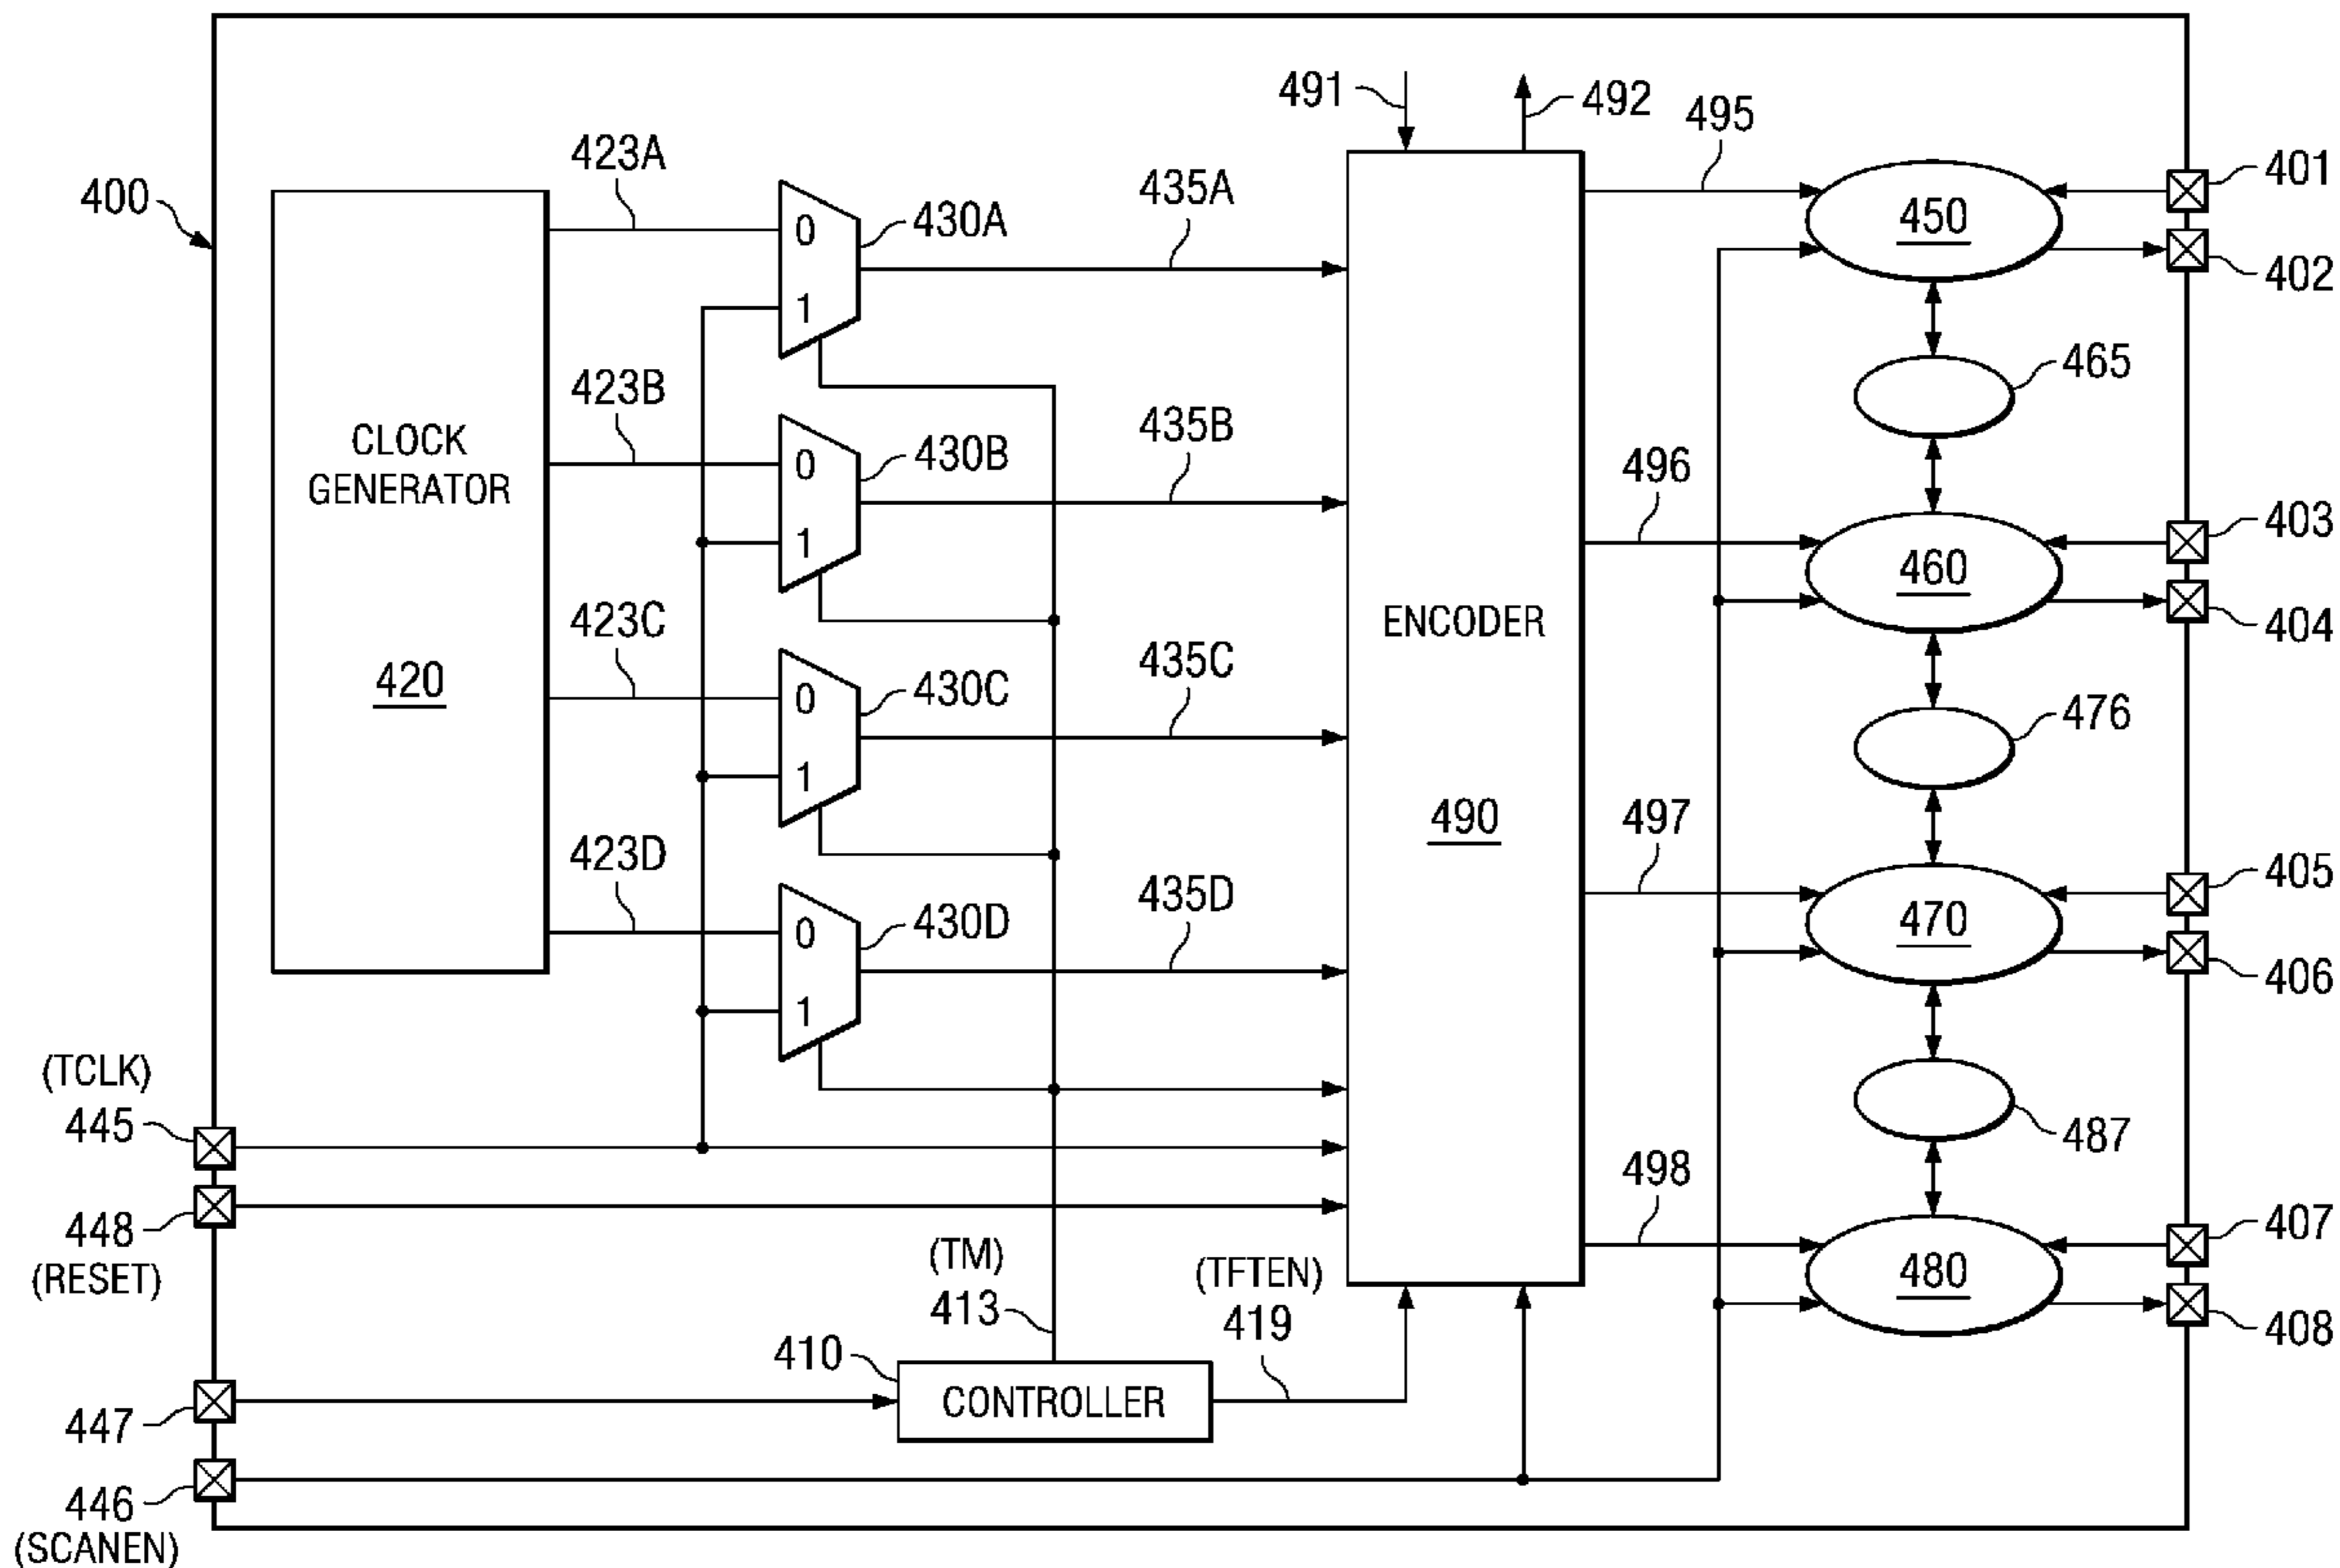 491
492
495
423A
435A
401
400
0
430A
450
402
1
465
423B
435B
CLOCK
GENERATOR
0
430B
496
403
1
460
ENCODER
404
423C
435C
420
0
430C
476
1
490
497
405
423D
435D
0
430D
470
406
1
(TCLK)
445
487
498
448
(RESET)
(TM)
413
(TFTEN)
419
407
480
408
410
CONTROLLER
447
446
(SCANEN)